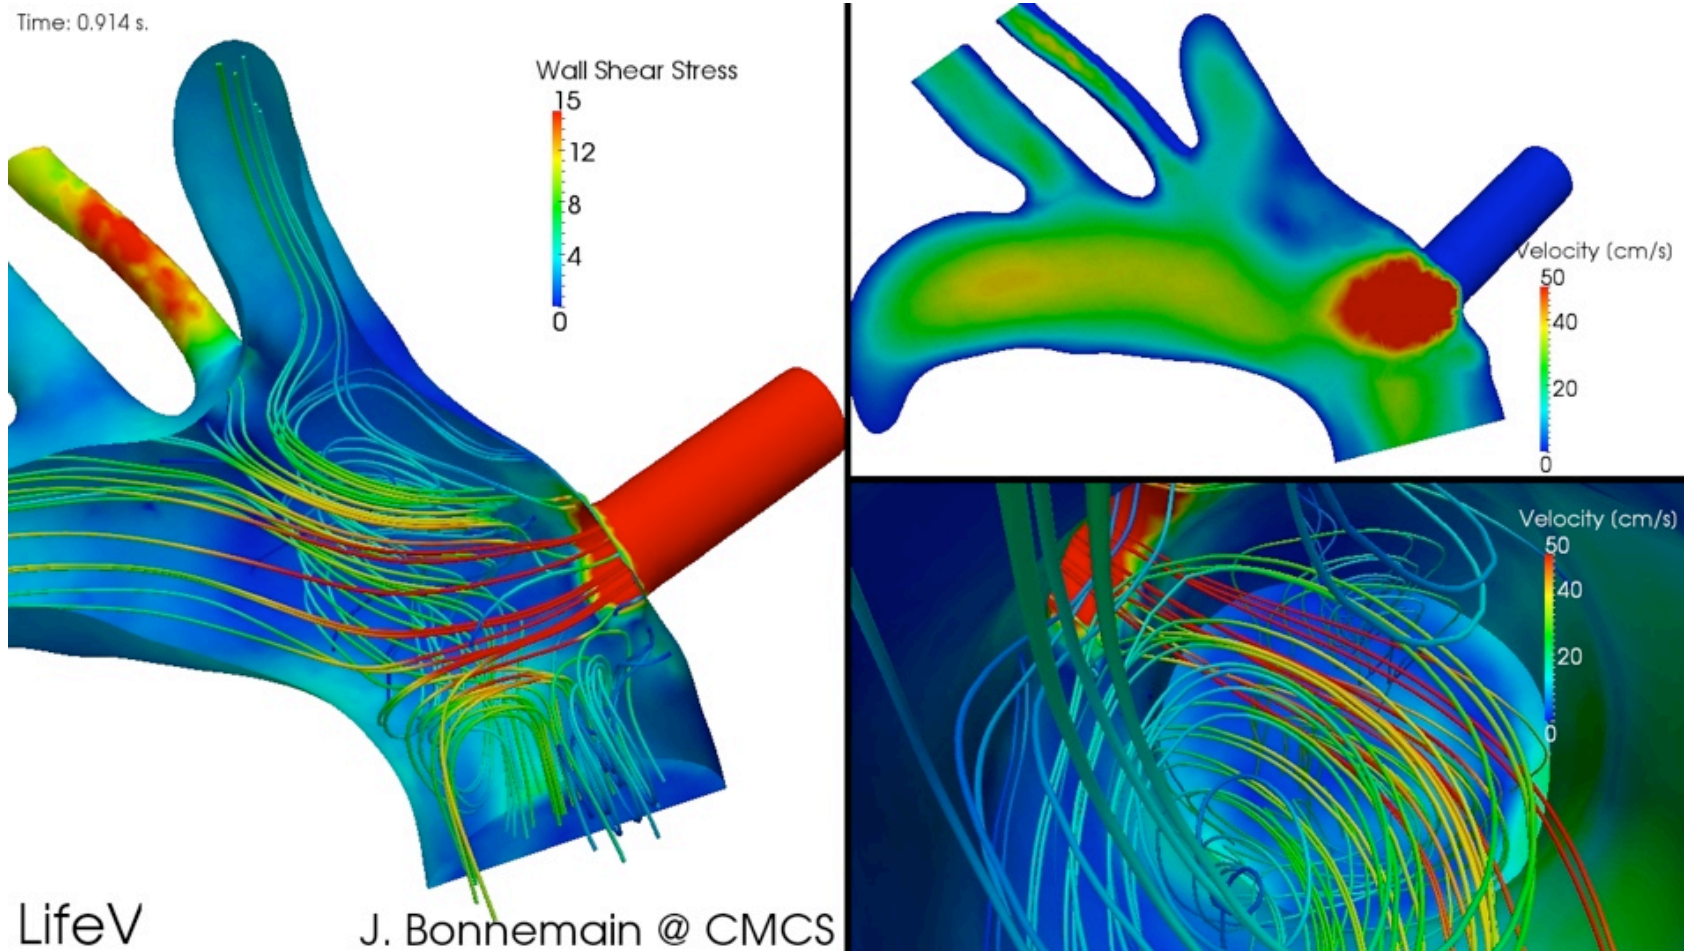 Time: 0.914 s.
Wall Shear Stress
15
12
8
4
0
LifeV
J. Bonnemain @ CMCS
Velocity (cm/s)
50
40
20
0
Velocity (cm/s)
50
40
20
0